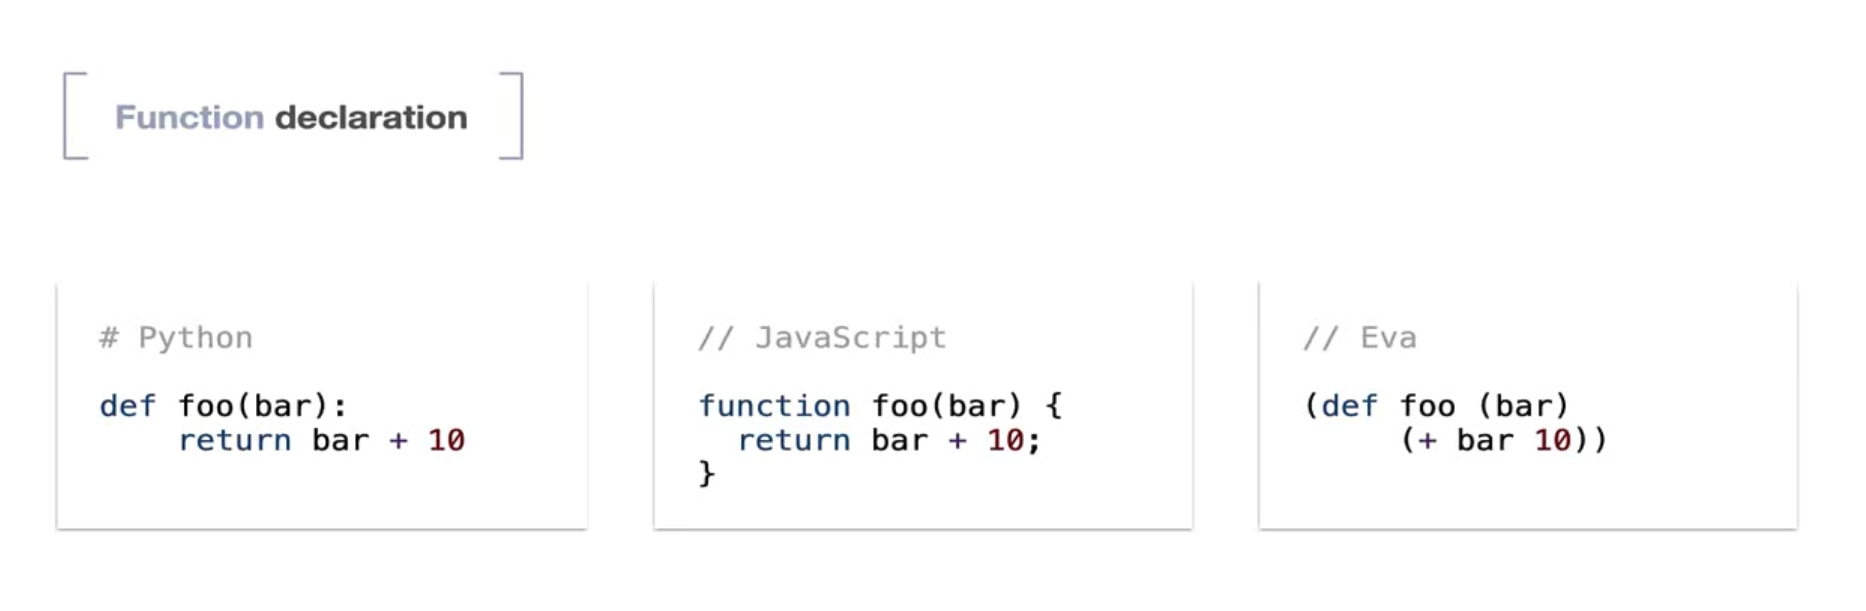 Function declaration
# Python
def foo(bar):
    return bar + 10
// JavaScript
function foo(bar) {
  return bar + 10;
}
// Eva
(def foo (bar)
     (+ bar 10))